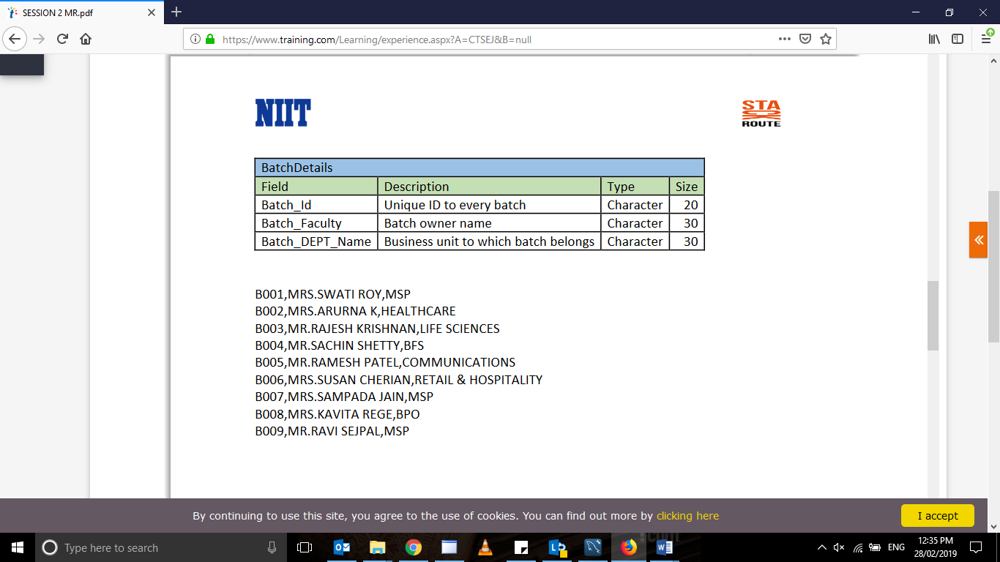 SESSION 2 MR.pdf
https://www.training.com/Learning/experience.aspx?A=CTSEJ&B=null
NIIT
STA
ROUTE
BatchDetails
Field Description Type Size
Batch_Id Unique ID to every batch Character 20
Batch_Faculty Batch owner name Character 30
Batch_DEPT_Name Business unit to which batch belongs Character 30
B001,MRS.SWATI ROY,MSP
B002,MRS.ARURNA K,HEALTHCARE
B003,MR.RAJESH KRISHNAN,LIFE SCIENCES
B004,MR.SACHIN SHETTY,BFS
B005,MR.RAMESH PATEL,COMMUNICATIONS
B006,MRS.SUSAN CHERIAN,RETAIL & HOSPITALITY
B007,MRS.SAMPADA JAIN,MSP
B008,MRS.KAVITA REGE,BPO
B009,MR.RAVI SEJPAL,MSP
By continuing to use this site, you agree to the use of cookies. You can find out more by clicking here
I accept
Type here to search
ENG
12:35 PM
28/02/2019